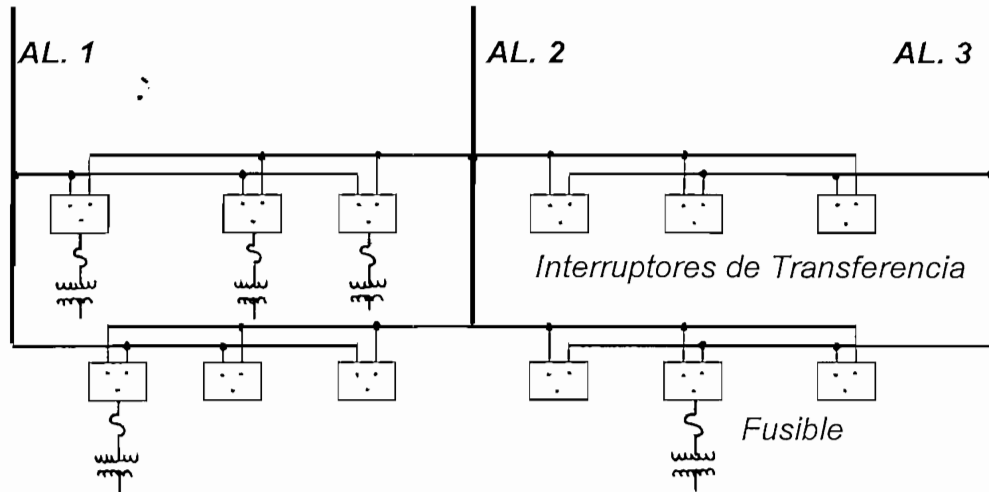 AL. 1
AL. 2
AL. 3
Interruptores de Transferencia
Fusible